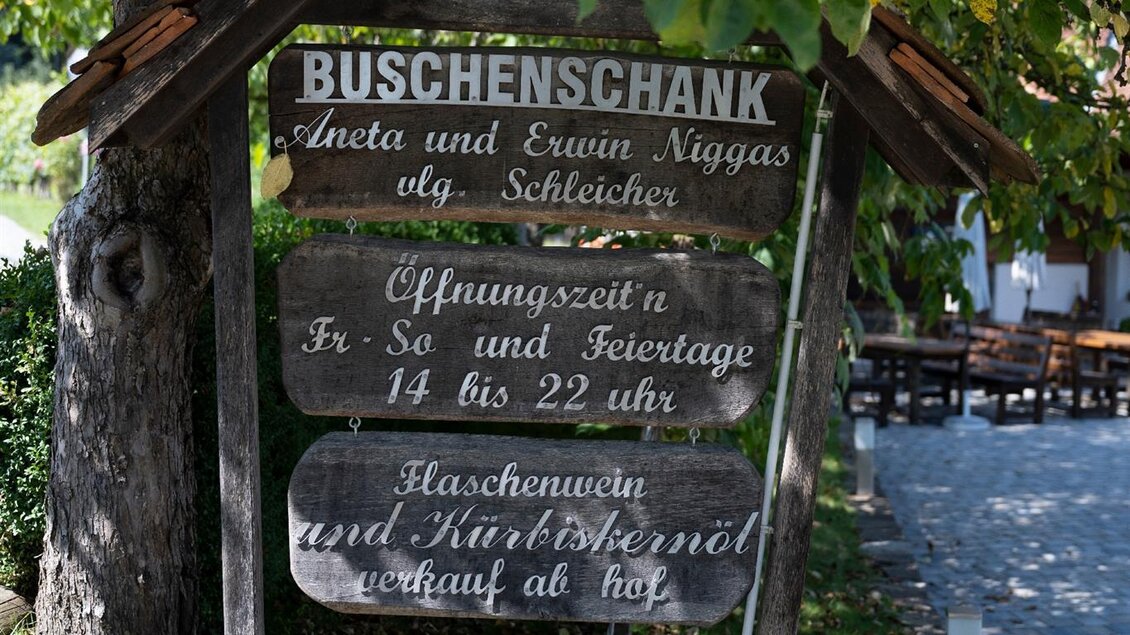 BUSCHENSCHANK
Aneta und Erwin Niggas
vlg. Schleicher
Öffnungszeit"n
Fr - So und Feiertage
14 bis 22 uhr
Flaschenwein
und Kürbiskernöl
verkauf ab hof